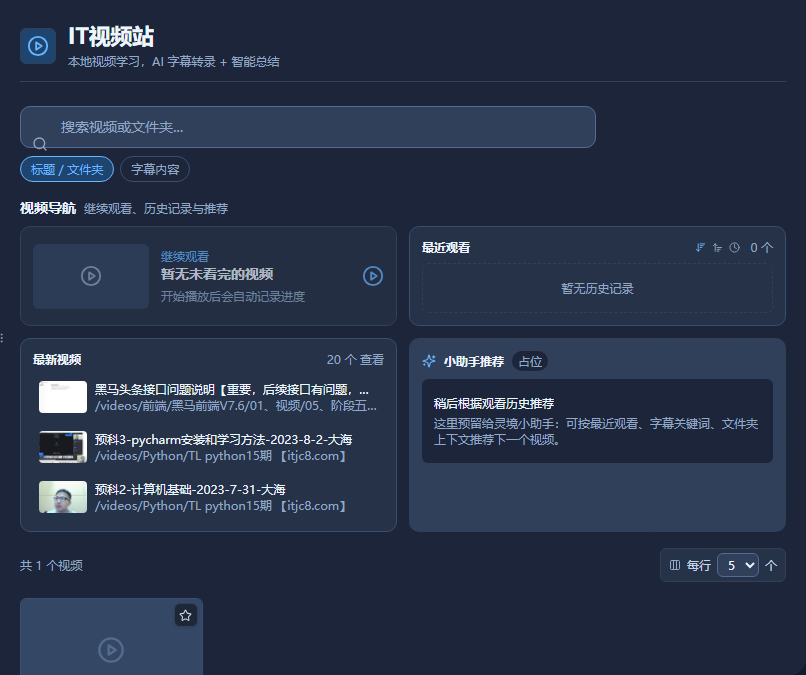 IT视频站
本地视频学习，AI 字幕转录 + 智能总结
搜索视频或文件夹...
标题 / 文件夹
字幕内容
视频导航 继续观看、历史记录与推荐
继续观看
暂无未看完的视频
开始播放后会自动记录进度
最近观看
0 个
暂无历史记录
最新视频
20 个 查看
黑马头条接口问题说明【重要，后续接口有问题，...
/videos/前端/黑马前端V7.6/01、视频/05、阶段五...
预科3-pycharm安装和学习方法-2023-8-2-大海
/videos/Python/TL python15期 【itjc8.com】
预科2-计算机基础-2023-7-31-大海
/videos/Python/TL python15期 【itjc8.com】
小助手推荐 占位
稍后根据观看历史推荐
这里预留给灵境小助手：可按最近观看、字幕关键词、文件夹
上下文推荐下一个视频。
共 1 个视频
每行 5 个